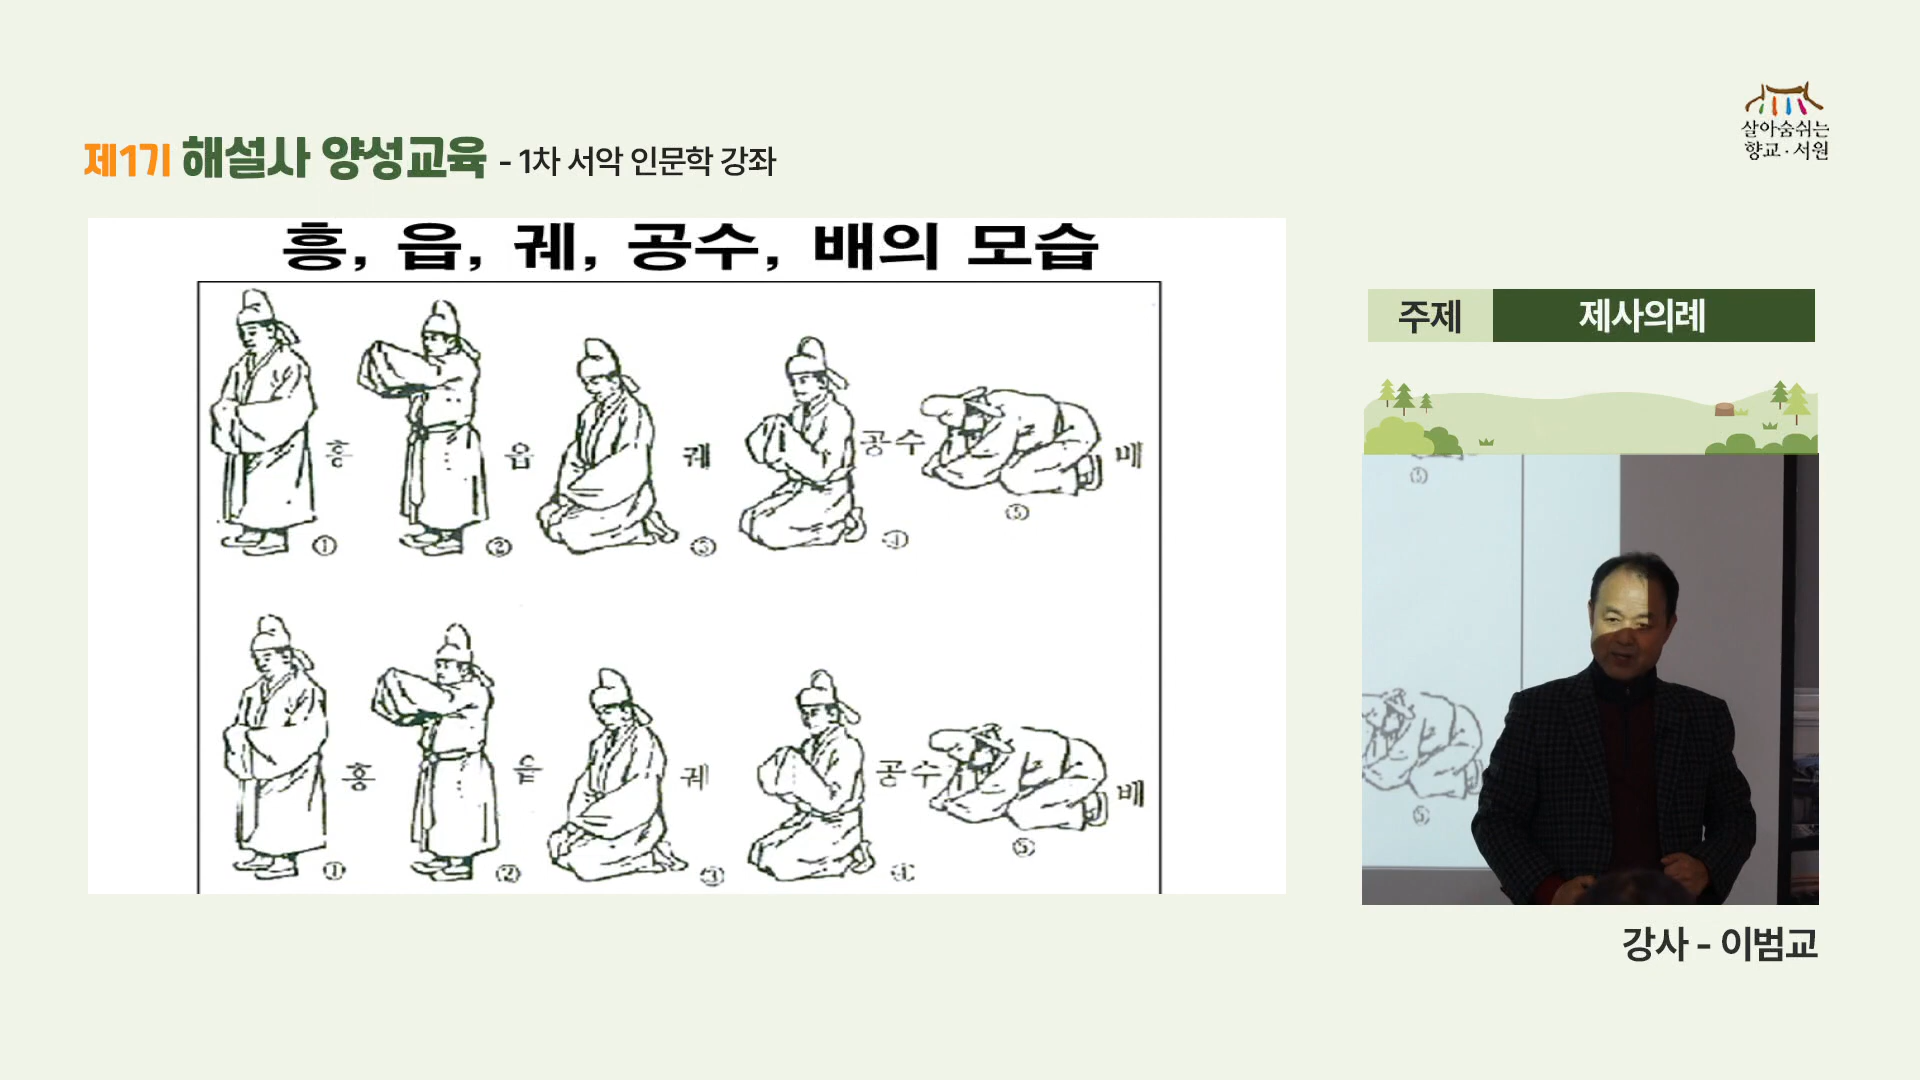 제1기 해설사 양성교육 - 1차 서악 인문학 강좌
살아숨쉬는
향교·서원
흥, 읍, 궤, 공수, 배의 모습
흥 읍 궤 공수 배
① ② ③ ④ ⑤
흥 읍 궤 공수 배
① ② ③ ④ ⑤
주제 제사의례
⑤
⑤
강사 - 이범교